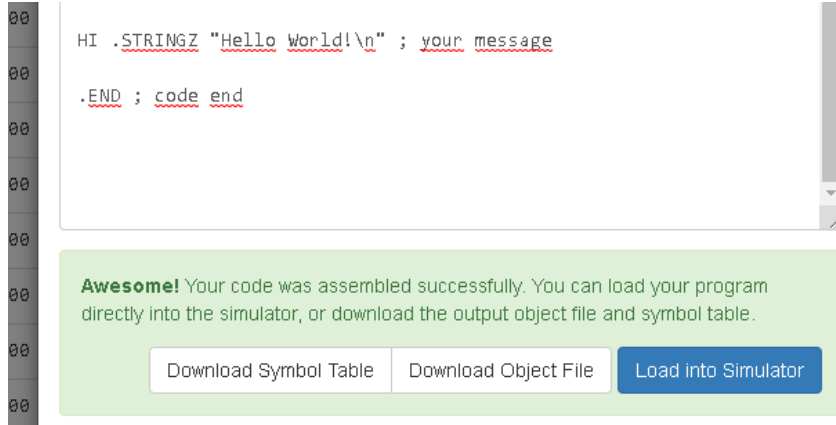 00
HI .STRINGZ "Hello World!\n" ; your message
00
.END ; code end
00
00
00
Awesome! Your code was assembled successfully. You can load your program
00
directly into the simulator, or download the output object file and symbol table.
00
Download Symbol Table Download Object File Load into Simulator
00